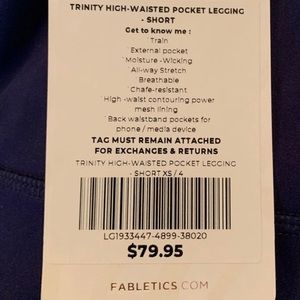 TRINITY HIGH-WAISTED POCKET LEGGING
- SHORT
Get to know me :
Train
External pocket
Moisture -Wicking
All-way Stretch
Breathable
Chafe-resistant
High -waist contouring power
mesh lining
Back waistband pockets for
phone / media device
TAG MUST REMAIN ATTACHED
FOR EXCHANGES & RETURNS
TRINITY HIGH-WAISTED POCKET LEGGING
- SHORT XS / 4
LG1933447-4899-38020
$79.95
FABLETICS.COM